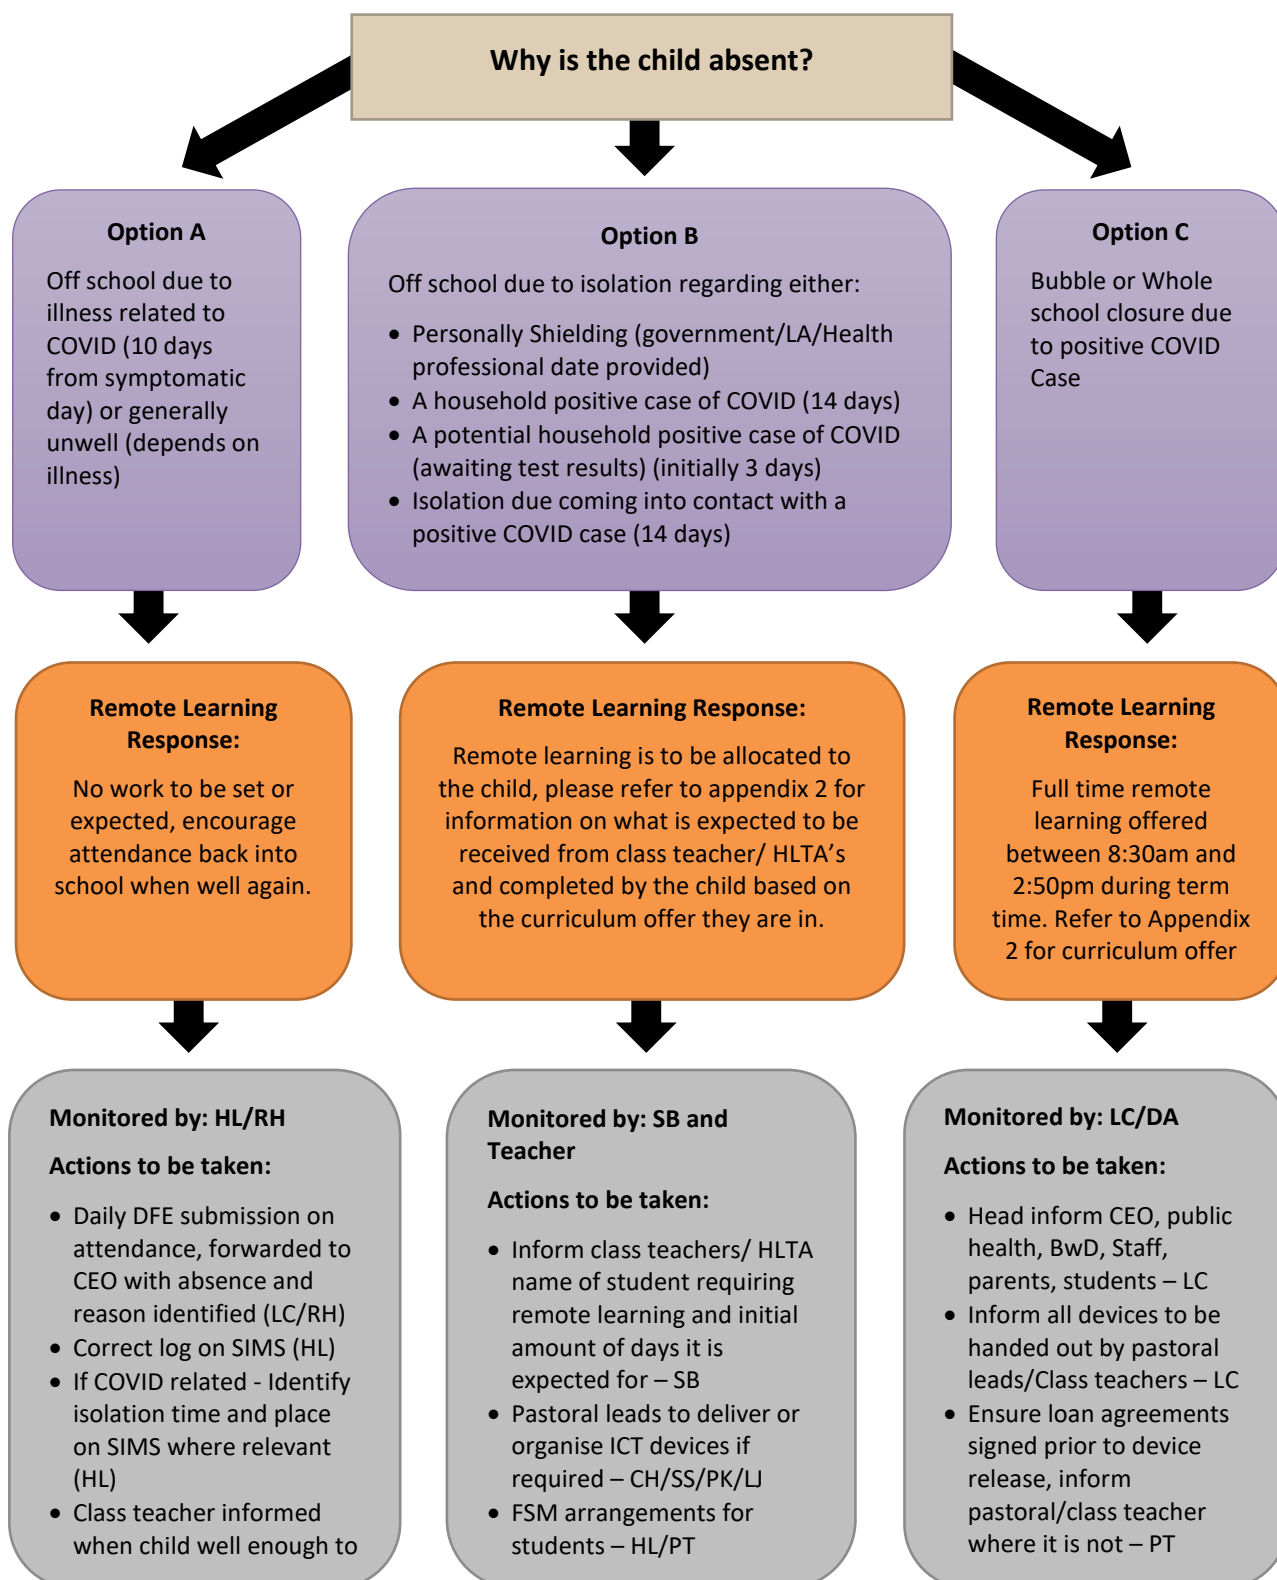 Why is the child absent?
Option A
Off school due to
illness related to
COVID (10 days
from symptomatic
day) or generally
unwell (depends on
illness)
Option B
Off school due to isolation regarding either:
• Personally Shielding (government/LA/Health
professional date provided)
• A household positive case of COVID (14 days)
• A potential household positive case of COVID
(awaiting test results) (initially 3 days)
• Isolation due coming into contact with a
positive COVID case (14 days)
Option C
Bubble or Whole
school closure due
to positive COVID
Case
Remote Learning
Response:
No work to be set or
expected, encourage
attendance back into
school when well again.
Remote Learning Response:
Remote learning is to be allocated to
the child, please refer to appendix 2 for
information on what is expected to be
received from class teacher/ HLTA’s
and completed by the child based on
the curriculum offer they are in.
Remote Learning
Response:
Full time remote
learning offered
between 8:30am and
2:50pm during term
time. Refer to Appendix
2 for curriculum offer
Monitored by: HL/RH
Actions to be taken:
• Daily DFE submission on
attendance, forwarded to
CEO with absence and
reason identified (LC/RH)
• Correct log on SIMS (HL)
• If COVID related - Identify
isolation time and place
on SIMS where relevant
(HL)
• Class teacher informed
when child well enough to
Monitored by: SB and
Teacher
Actions to be taken:
• Inform class teachers/ HLTA
name of student requiring
remote learning and initial
amount of days it is
expected for – SB
• Pastoral leads to deliver or
organise ICT devices if
required – CH/SS/PK/LJ
• FSM arrangements for
students – HL/PT
Monitored by: LC/DA
Actions to be taken:
• Head inform CEO, public
health, BwD, Staff,
parents, students – LC
• Inform all devices to be
handed out by pastoral
leads/Class teachers – LC
• Ensure loan agreements
signed prior to device
release, inform
pastoral/class teacher
where it is not – PT